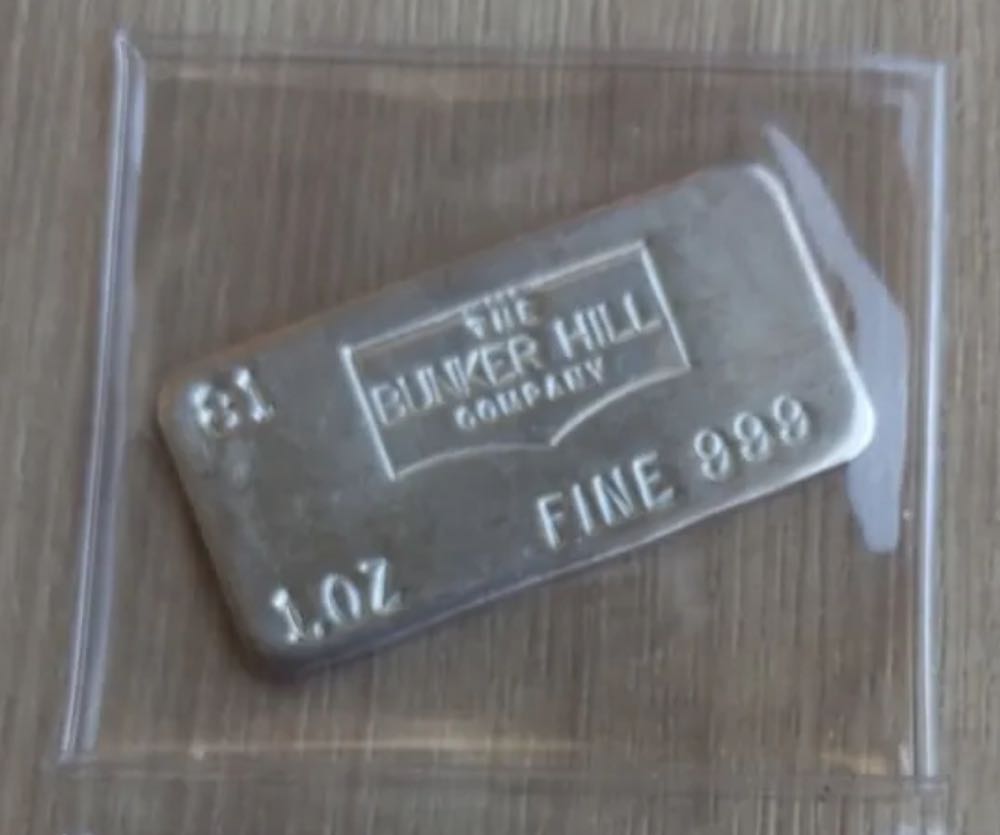 THE
BUNKER HILL
COMPANY
81
FINE 999
1.OZ